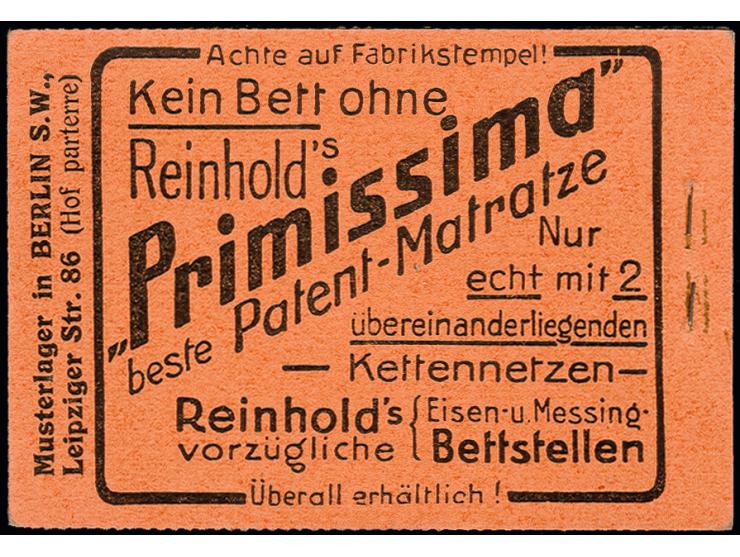 Musterlager in BERLIN S.W.,
Leipziger Str. 86 (Hof parterre)
Achte auf Fabrikstempel!
Kein Bett ohne
Reinhold's
„Primissima"
beste Patent-Matratze
Nur
echt mit 2
übereinanderliegenden
— Kettennetzen —
Reinhold's { Eisen- u. Messing-
vorzügliche Bettstellen
Überall erhältlich!